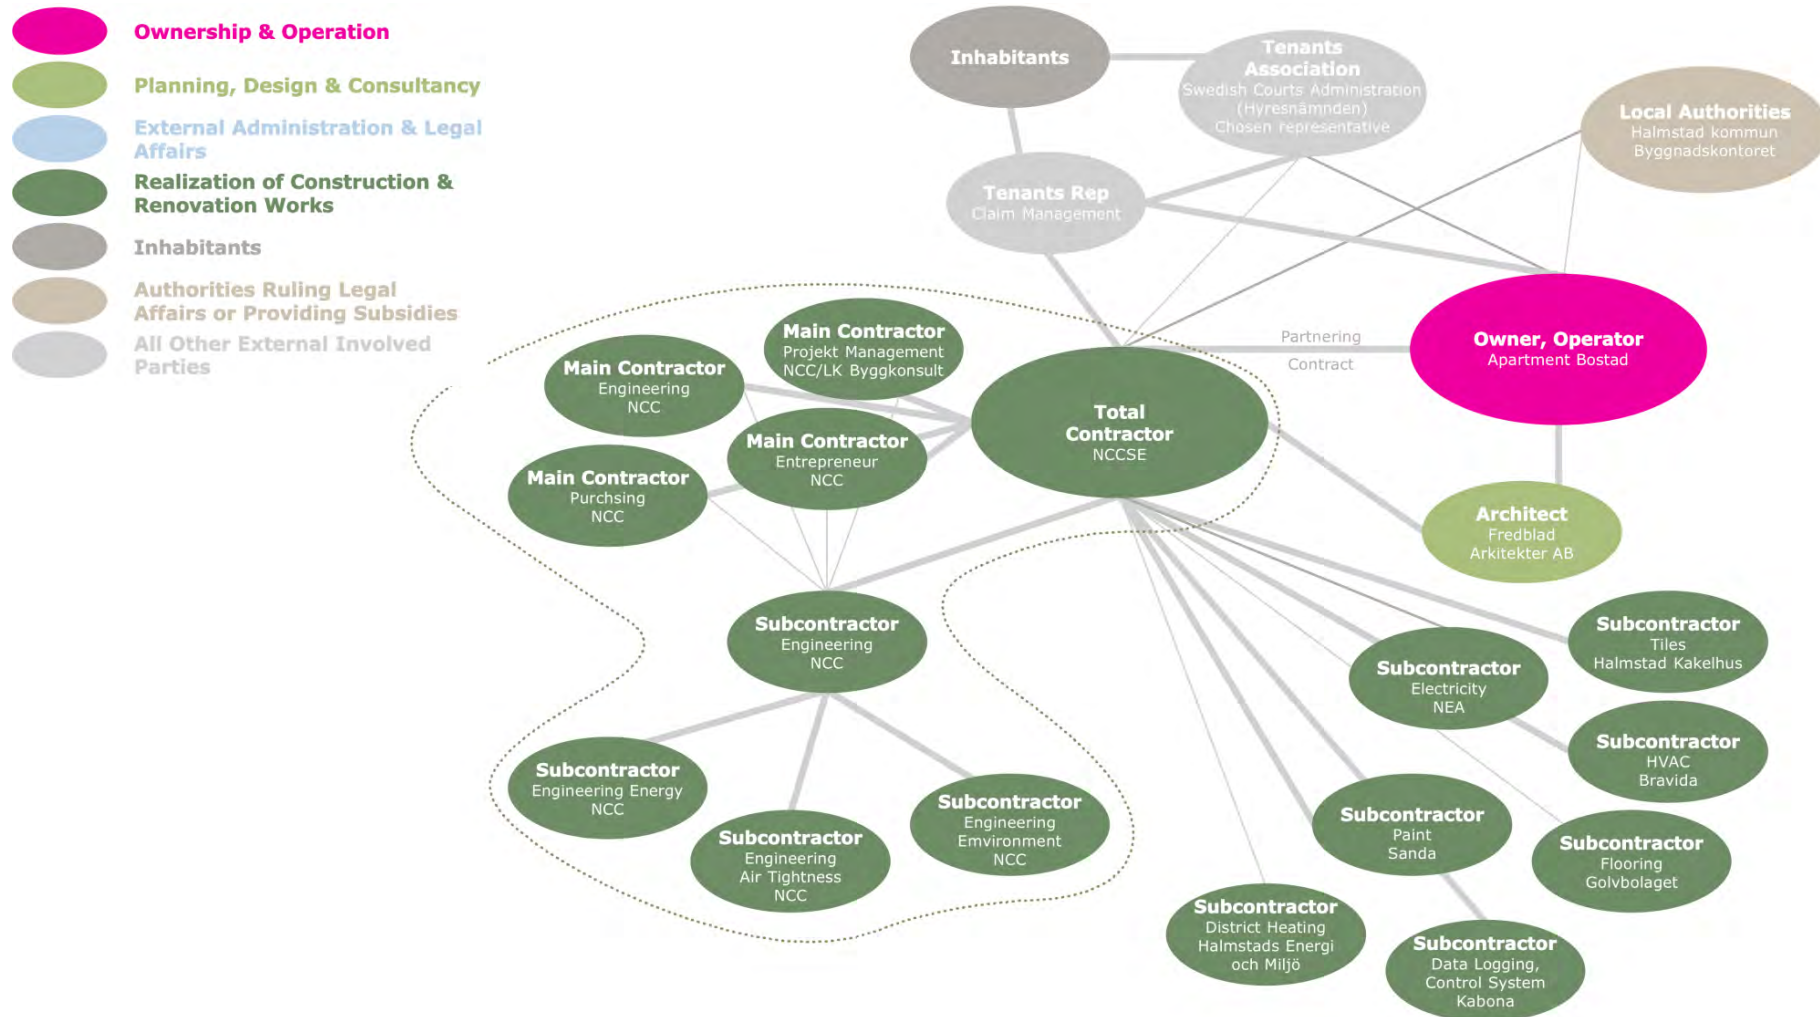 Ownership & Operation
Planning, Design & Consultancy
External Administration & Legal
Affairs
Realization of Construction &
Renovation Works
Inhabitants
Authorities Ruling Legal
Affairs or Providing Subsidies
All Other External Involved
Parties
Inhabitants
Tenants
Association
Swedish Courts Administration
(Hyresnämnden)
Chosen representative
Local Authorities
Halmstad kommun
Byggnadskontoret
Tenants Rep
Claim Management
Partnering
Contract
Owner, Operator
Apartment Bostad
Main Contractor
Projekt Management
NCC/LK Byggkonsult
Main Contractor
Engineering
NCC
Total
Contractor
NCCSE
Main Contractor
Entrepreneur
NCC
Main Contractor
Purchsing
NCC
Architect
Fredblad
Arkitekter AB
Subcontractor
Engineering
NCC
Subcontractor
Tiles
Halmstad Kakelhus
Subcontractor
Electricity
NEA
Subcontractor
HVAC
Bravida
Subcontractor
Engineering Energy
NCC
Subcontractor
Engineering
Air Tightness
NCC
Subcontractor
Engineering
Emvironment
NCC
Subcontractor
Paint
Sanda
Subcontractor
Flooring
Golvbolaget
Subcontractor
District Heating
Halmstads Energi
och Miljö
Subcontractor
Data Logging,
Control System
Kabona